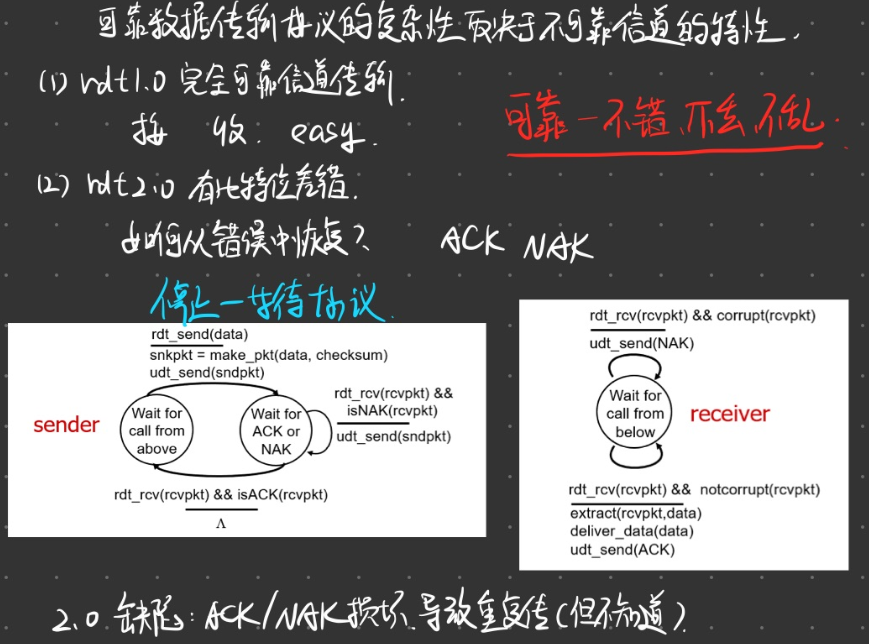 可靠数据传输协议的复杂性取决于不可靠信道的特性.
(1) rdt1.0 完全可靠信道传输.
收. easy.
可靠—不错、不丢、不乱.
(2) rdt2.0 有比特位差错.
如何从错误中恢复? ACK NAK
停止—等待协议.
rdt_send(data)
snkpkt = make_pkt(data, checksum)
udt_send(sndpkt)
sender
Wait for
call from
above
Wait for
ACK or
NAK
rdt_rcv(rcvpkt) &&
isNAK(rcvpkt)
udt_send(sndpkt)
rdt_rcv(rcvpkt) && isACK(rcvpkt)
Λ
rdt_rcv(rcvpkt) && corrupt(rcvpkt)
udt_send(NAK)
Wait for
call from
below
receiver
rdt_rcv(rcvpkt) && notcorrupt(rcvpkt)
extract(rcvpkt,data)
deliver_data(data)
udt_send(ACK)
2.0 缺陷: ACK/NAK损坏.导致重复传(但不知道)